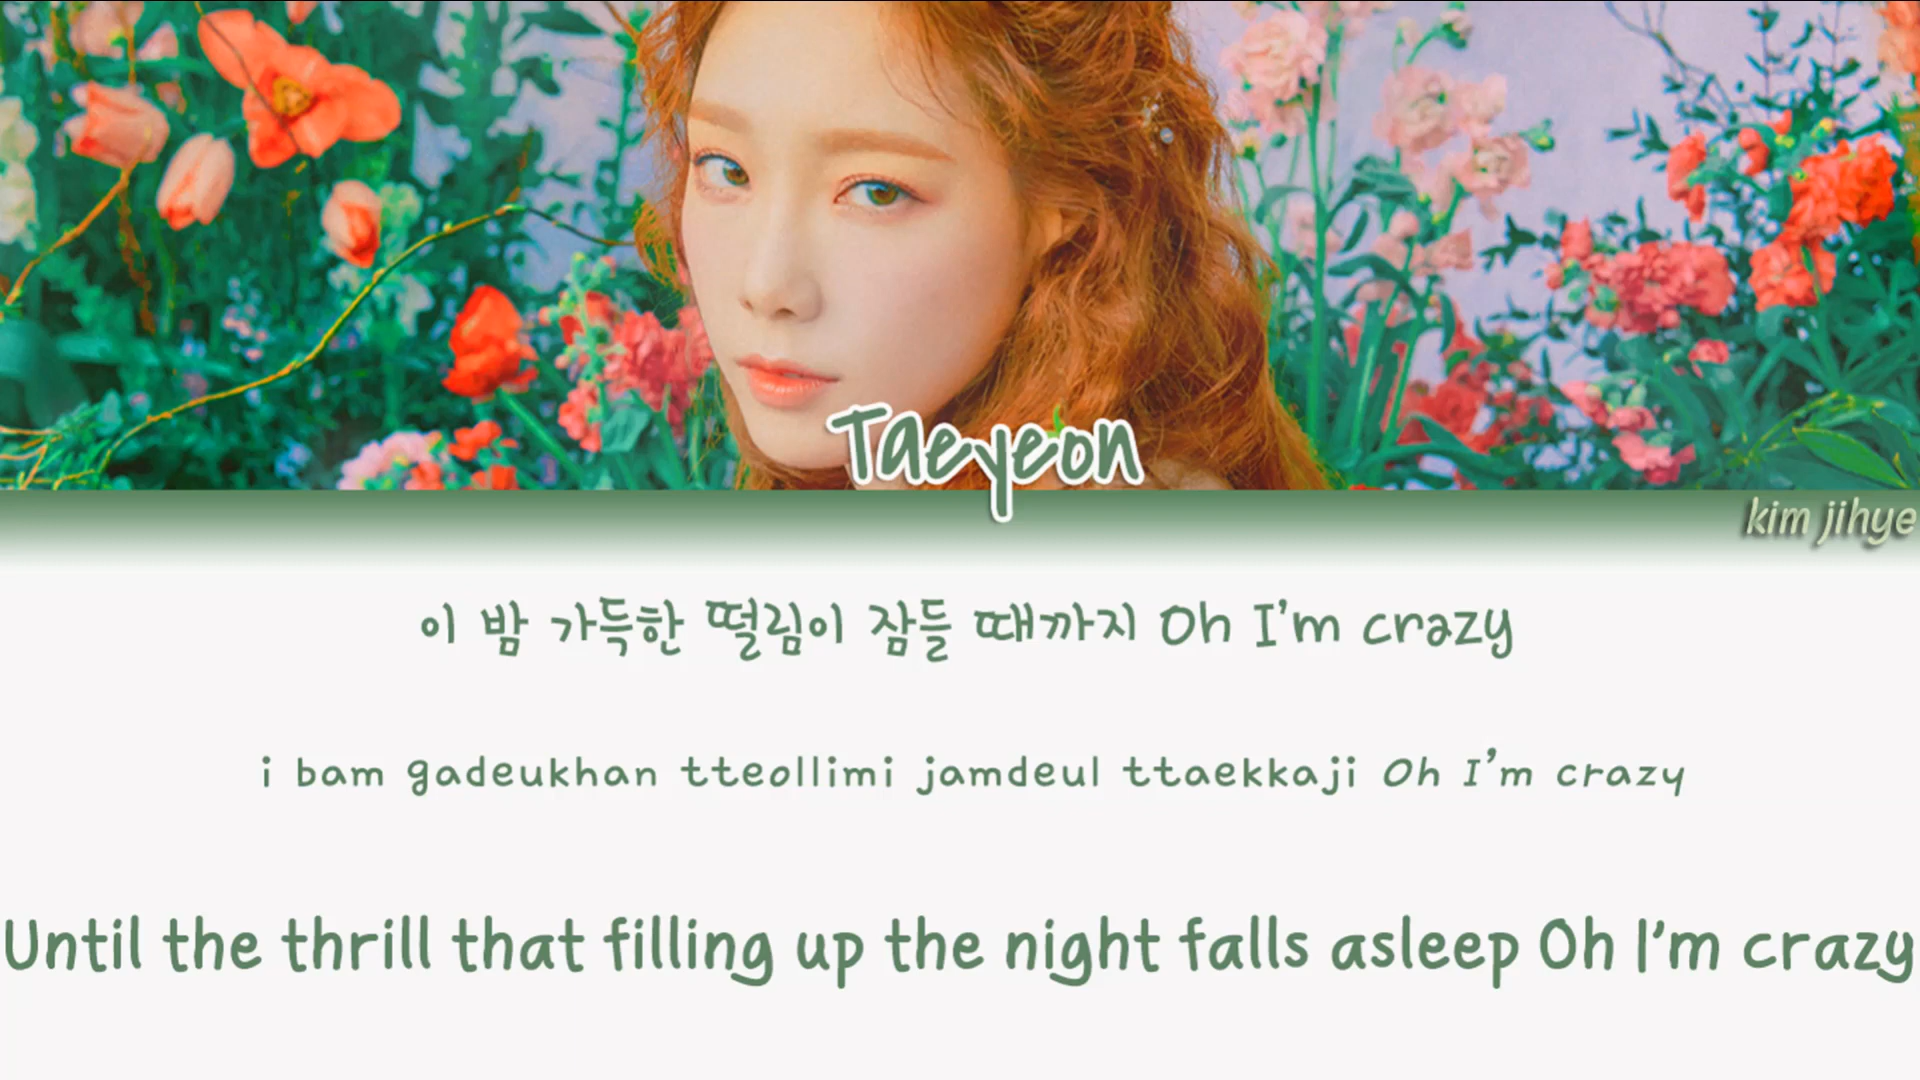 Taeyeon
kim jihye
이 밤 가득한 떨림이 잠들 때까지 Oh I'm crazy
i bam gadeukhan tteollimi jamdeul ttaekkaji Oh I'm crazy
Until the thrill that filling up the night falls asleep Oh I'm crazy